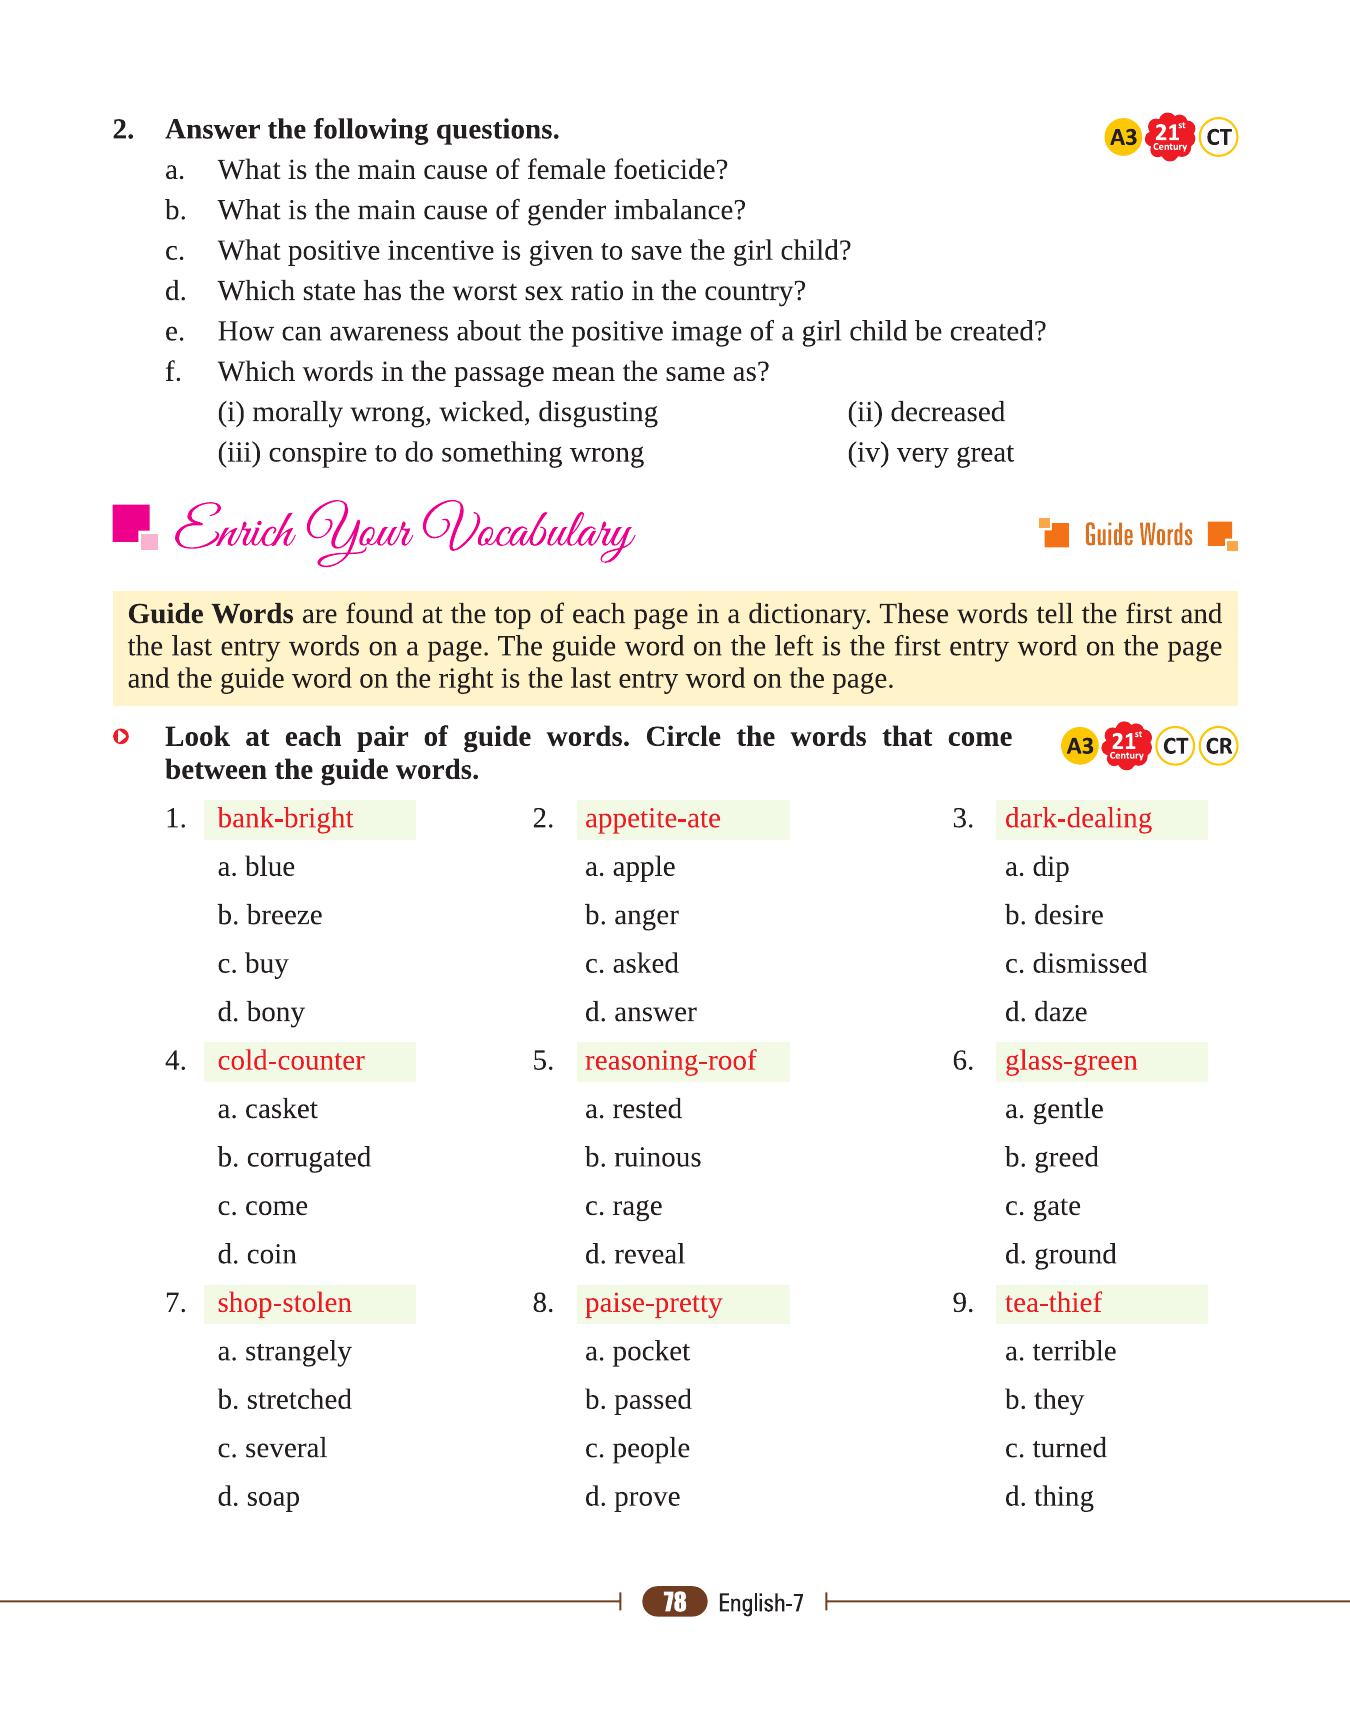 2. Answer the following questions.
A3 21st Century CT
a. What is the main cause of female foeticide?
b. What is the main cause of gender imbalance?
c. What positive incentive is given to save the girl child?
d. Which state has the worst sex ratio in the country?
e. How can awareness about the positive image of a girl child be created?
f. Which words in the passage mean the same as?
(i) morally wrong, wicked, disgusting (ii) decreased
(iii) conspire to do something wrong (iv) very great
Enrich Your Vocabulary
Guide Words
Guide Words are found at the top of each page in a dictionary. These words tell the first and
the last entry words on a page. The guide word on the left is the first entry word on the page
and the guide word on the right is the last entry word on the page.
Look at each pair of guide words. Circle the words that come
between the guide words.
A3 21st Century CT CR
1. bank-bright 2. appetite-ate 3. dark-dealing
a. blue a. apple a. dip
b. breeze b. anger b. desire
c. buy c. asked c. dismissed
d. bony d. answer d. daze
4. cold-counter 5. reasoning-roof 6. glass-green
a. casket a. rested a. gentle
b. corrugated b. ruinous b. greed
c. come c. rage c. gate
d. coin d. reveal d. ground
7. shop-stolen 8. paise-pretty 9. tea-thief
a. strangely a. pocket a. terrible
b. stretched b. passed b. they
c. several c. people c. turned
d. soap d. prove d. thing
78 English-7